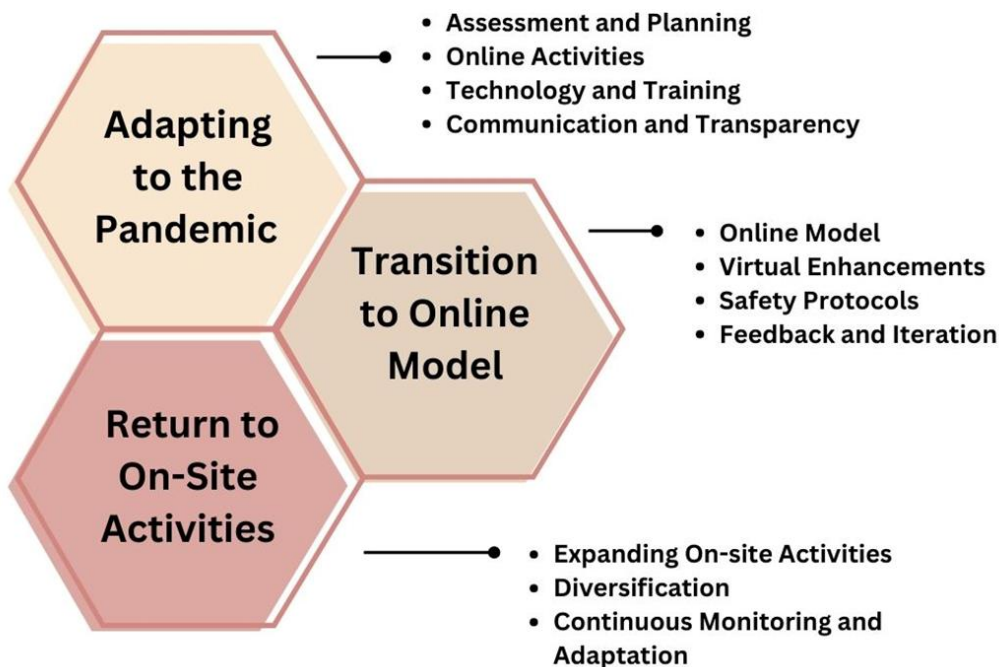 Adapting
to the
Pandemic
• Assessment and Planning
• Online Activities
• Technology and Training
• Communication and Transparency
Transition
to Online
Model
• Online Model
• Virtual Enhancements
• Safety Protocols
• Feedback and Iteration
Return to
On-Site
Activities
• Expanding On-site Activities
• Diversification
• Continuous Monitoring and
Adaptation